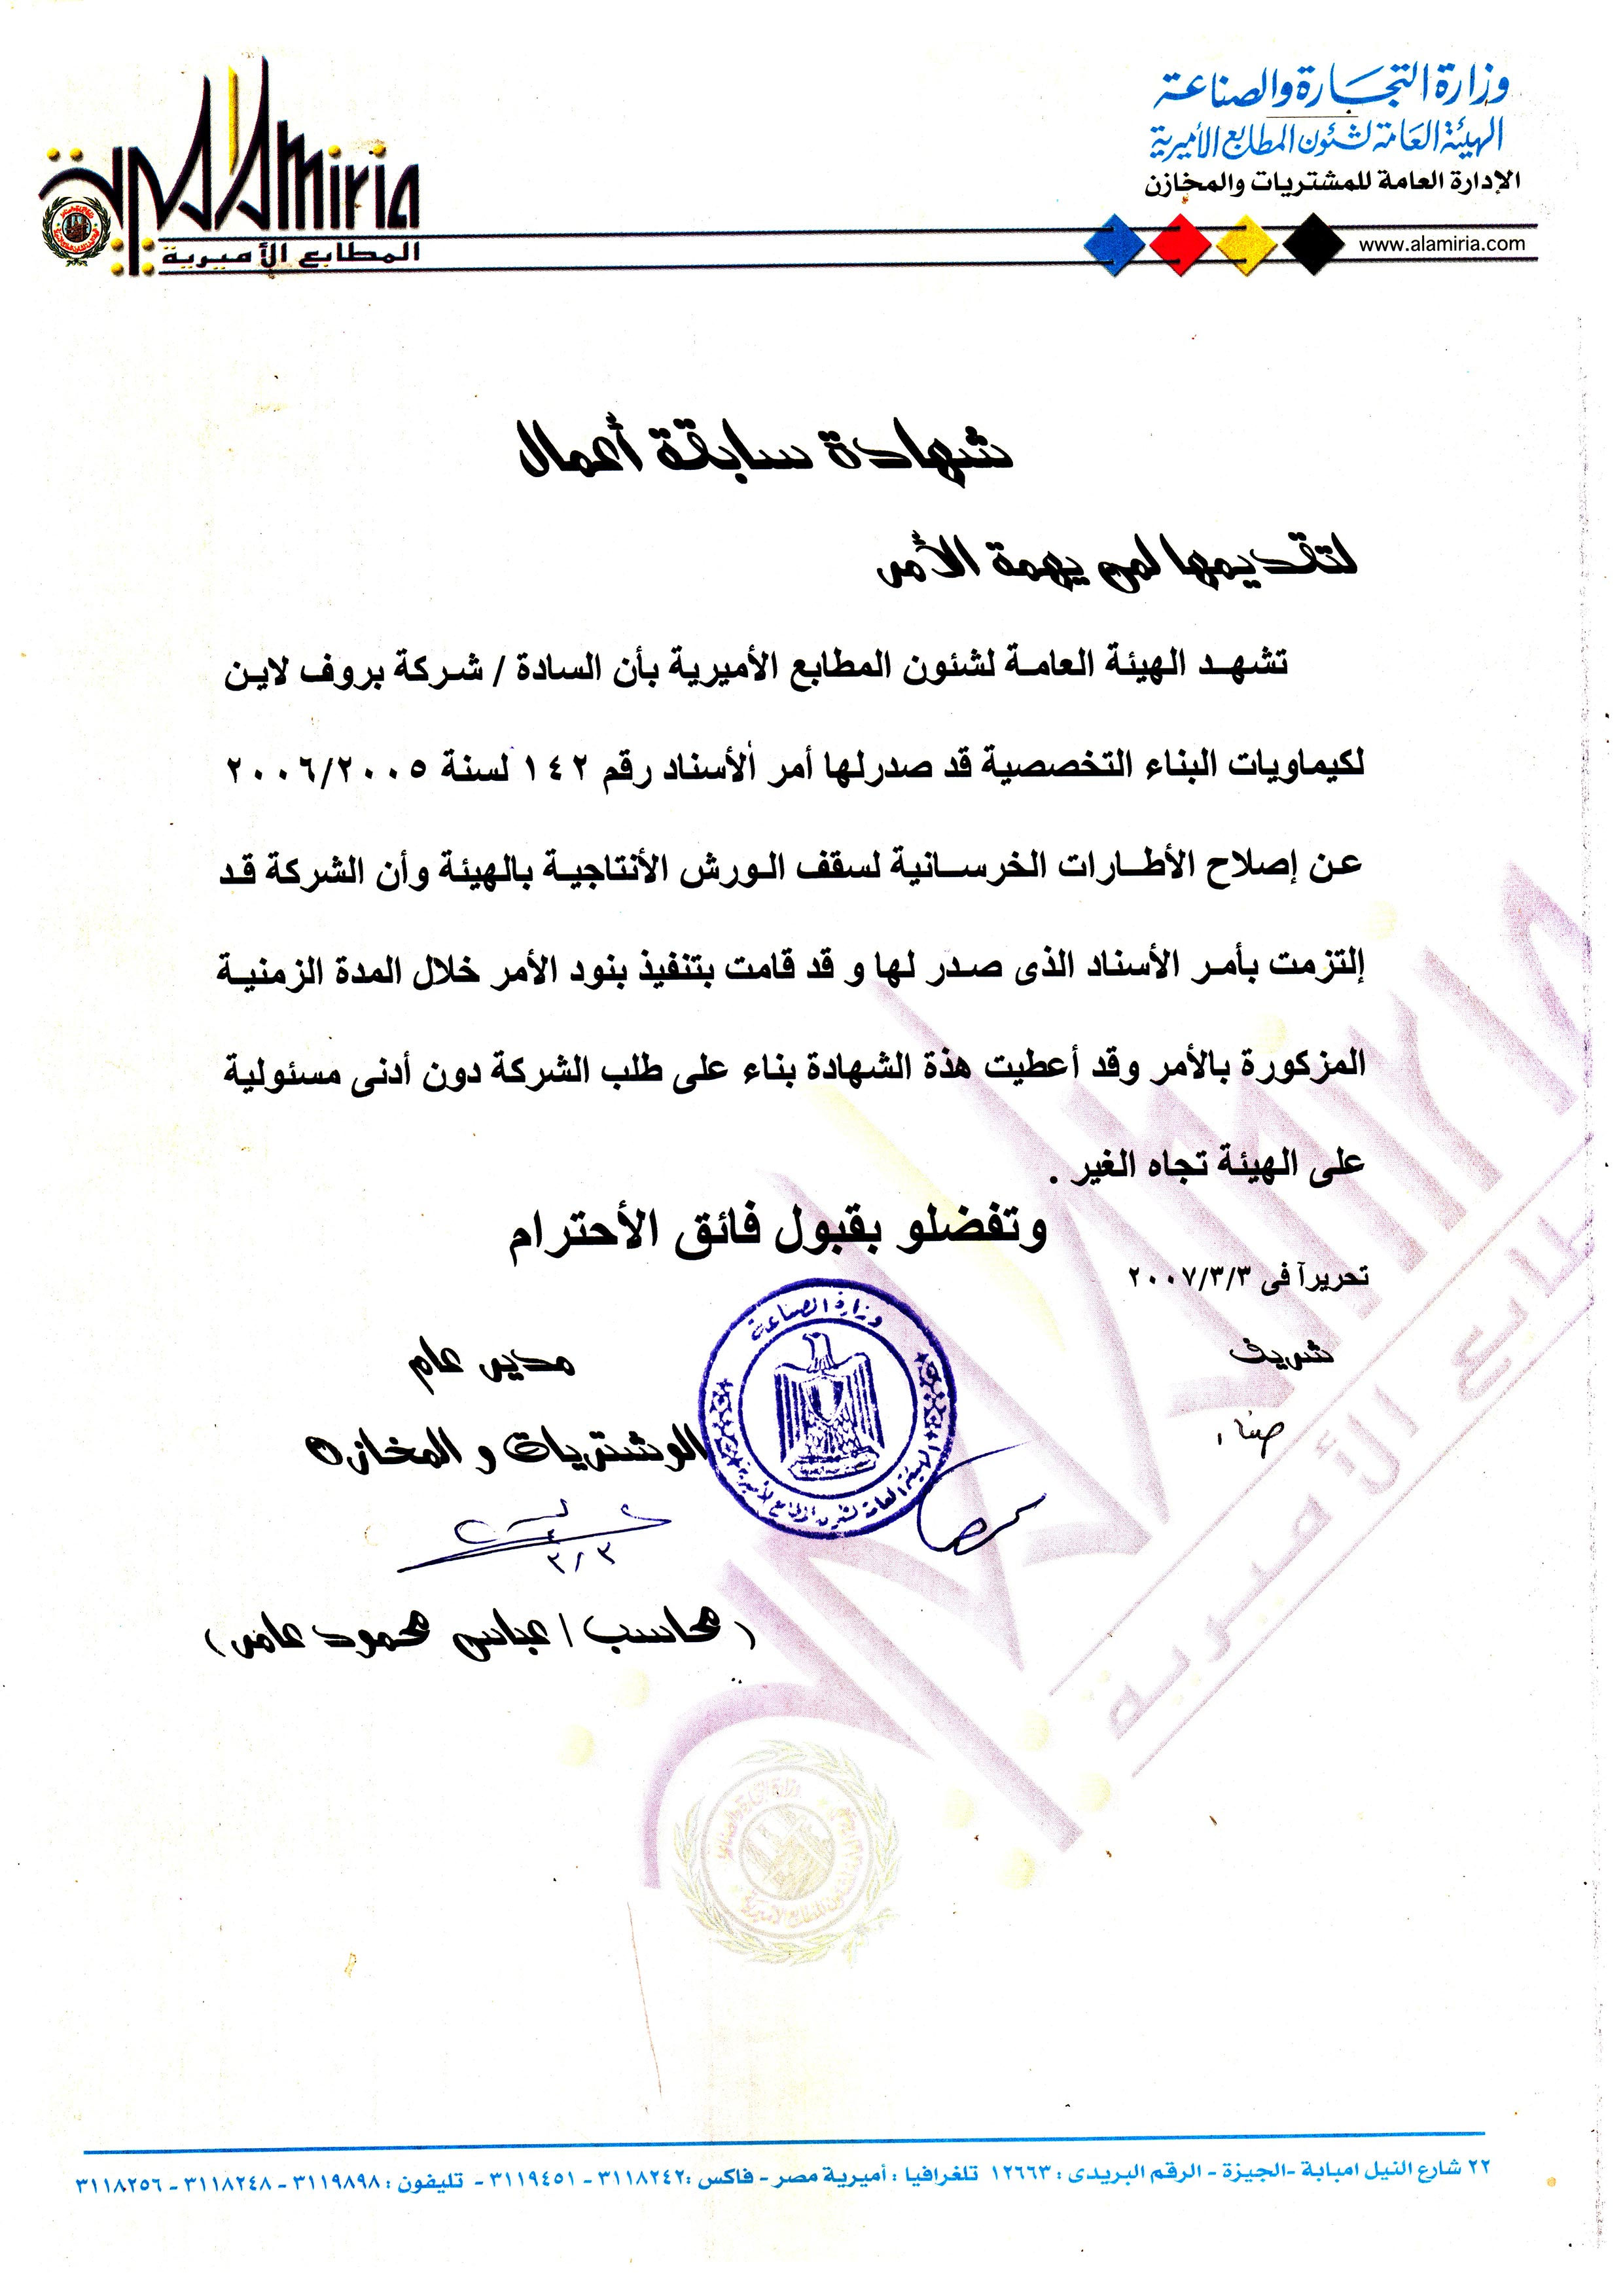 وزارة التجارة والصناعة
الهيئة العامة لشئون المطابع الأميرية
الإدارة العامة للمشتريات والمخازن
www.alamiria.com
Alamiria
المطابع الأميرية
شهادة سابقة أعمال
لتقديمها لمن يهمة الأمر
تشهد الهيئة العامة لشئون المطابع الأميرية بأن السادة / شركة بروف لاين
لكيماويات البناء التخصصية قد صدرلها أمر ألأسناد رقم ١٤٢ لسنة ٢٠٠٦/٢٠٠٥
عن إصلاح الأطارات الخرسانية لسقف الورش الأنتاجية بالهيئة وأن الشركة قد
إلتزمت بأمر الأسناد الذى صدر لها و قد قامت بتنفيذ بنود الأمر خلال المدة الزمنية
المزكورة بالأمر وقد أعطيت هذة الشهادة بناء على طلب الشركة دون أدنى مسئولية
على الهيئة تجاه الغير .
وتفضلو بقبول فائق الأحترام
تحريرآ فى ٢٠٠٧/٣/٣
شريف
صفاء
مدير عام
المشتريات و المخازن
وزارة الصناعة
الهيئة العامة لشئون المطابع الأميرية
٣/٣
(محاسب / عباس محمود عامر)
٢٢ شارع النيل امبابة -الجيزة - الرقم البريدى : ١٢٦٦٣ تلغرافيا : أميرية مصر - فاكس :٣١١٨٢٤٢ - ٣١١٩٤٥١ - تليفون : ٣١١٩٨٩٨ - ٣١١٨٢٤٨ - ٣١١٨٢٥٦